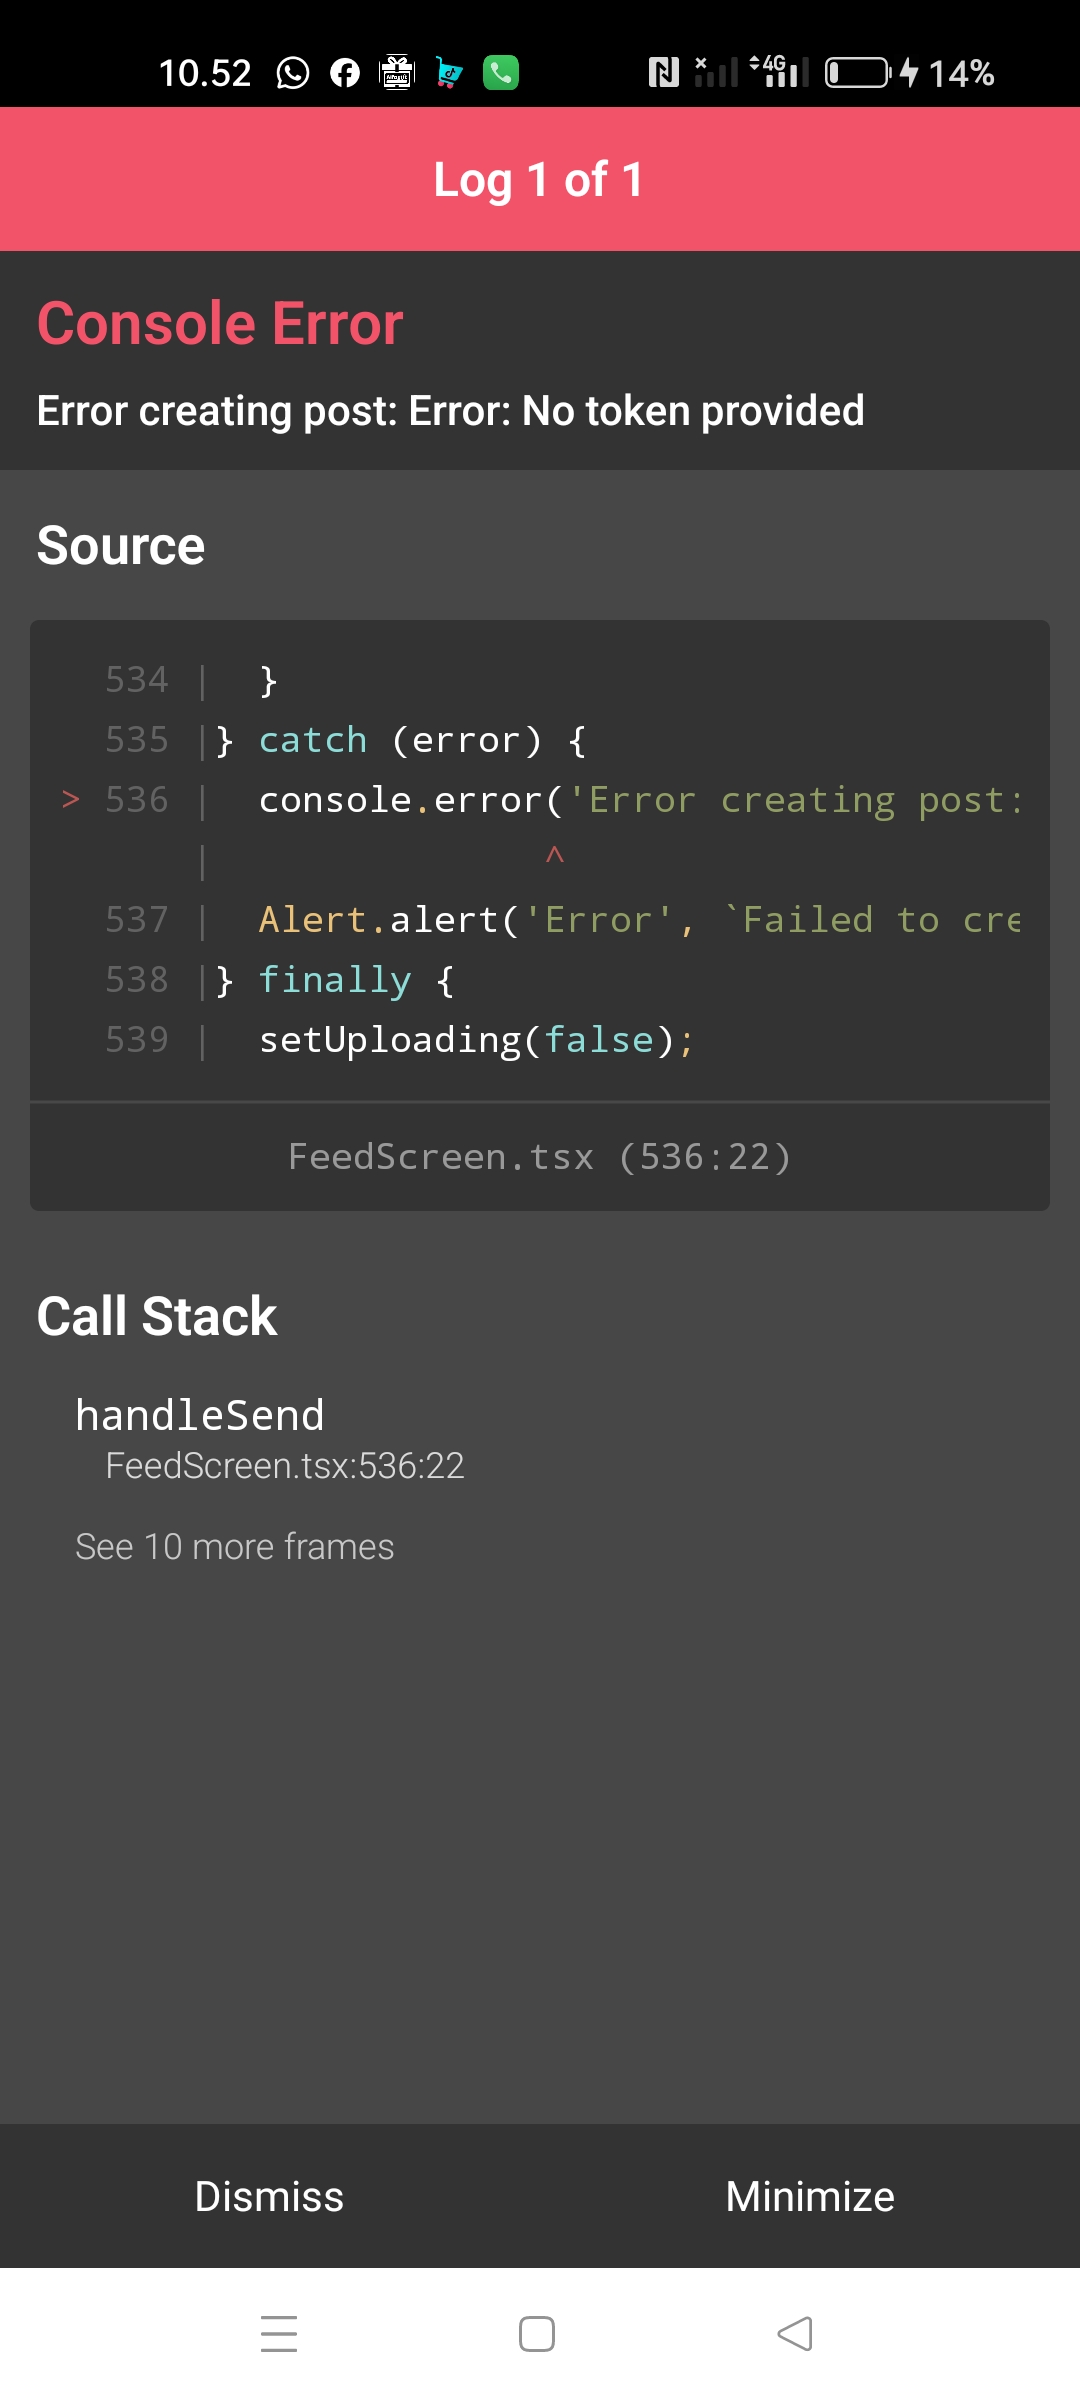 10.52 4G 14%
Log 1 of 1
Console Error
Error creating post: Error: No token provided
Source
534 |   }
535 |} catch (error) {
> 536 |   console.error('Error creating post:
|                ^
537 |   Alert.alert('Error', `Failed to cre
538 |} finally {
539 |   setUploading(false);
FeedScreen.tsx (536:22)
Call Stack
handleSend
FeedScreen.tsx:536:22
See 10 more frames
Dismiss
Minimize